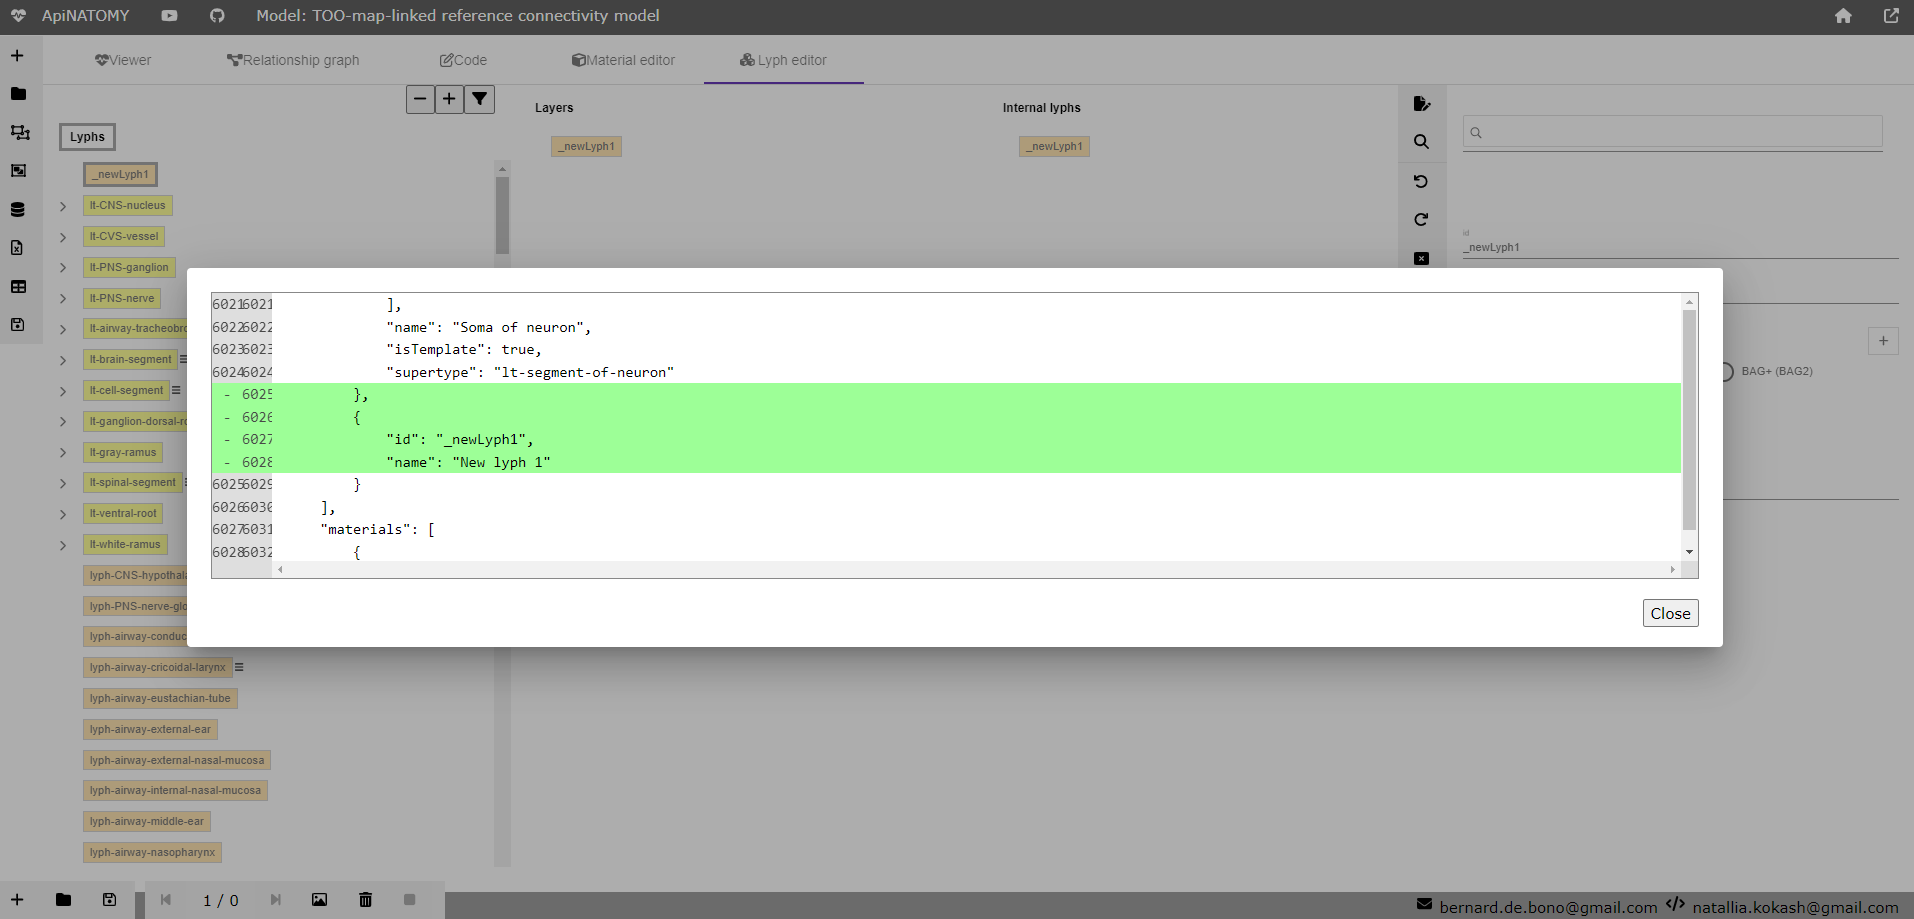 ApiNATOMY Model: TOO-map-linked reference connectivity model
Viewer Relationship graph Code Material editor Lyph editor
Lyphs
_newLyph1
lt-CNS-nucleus
lt-CVS-vessel
lt-PNS-ganglion
lt-PNS-nerve
lt-airway-tracheobro
lt-brain-segment
lt-cell-segment
lt-ganglion-dorsal-ro
lt-gray-ramus
lt-spinal-segment
lt-ventral-root
lt-white-ramus
lyph-CNS-hypothala
lyph-PNS-nerve-glo
lyph-airway-conduc
lyph-airway-cricoidal-larynx
lyph-airway-eustachian-tube
lyph-airway-external-ear
lyph-airway-external-nasal-mucosa
lyph-airway-internal-nasal-mucosa
lyph-airway-middle-ear
lyph-airway-nasopharynx
Layers
_newLyph1
Internal lyphs
_newLyph1
id
_newLyph1
+
BAG+ (BAG2)
6021 6021 ],
6022 6022 "name": "Soma of neuron",
6023 6023 "isTemplate": true,
6024 6024 "supertype": "lt-segment-of-neuron"
- 6025 },
- 6026 {
- 6027 "id": "_newLyph1",
- 6028 "name": "New lyph 1"
6025 6029 }
6026 6030 ],
6027 6031 "materials": [
6028 6032 {
Close
1 / 0
bernard.de.bono@gmail.com natallia.kokash@gmail.com